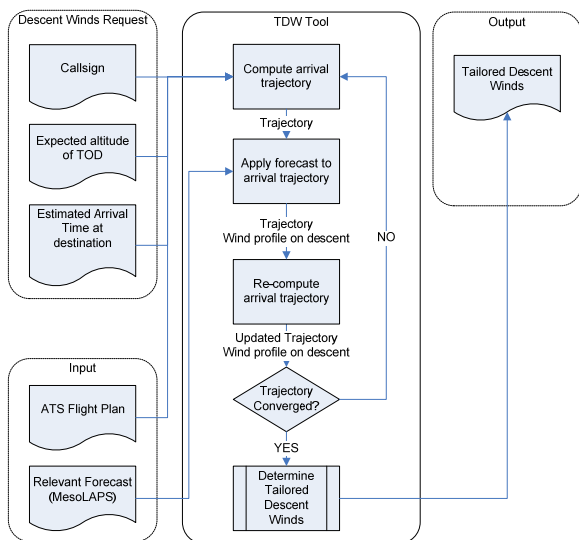 Descent Winds Request
Callsign
Expected altitude
of TOD
Estimated Arrival
Time at
destination
Input
ATS Flight Plan
Relevant Forecast
(MesoLAPS)
TDW Tool
Compute arrival
trajectory
Trajectory
Apply forecast to
arrival trajectory
Trajectory
Wind profile on descent
NO
Re-compute
arrival trajectory
Updated Trajectory
Wind profile on descent
Trajectory
Converged?
YES
Determine
Tailored
Descent
Winds
Output
Tailored Descent
Winds